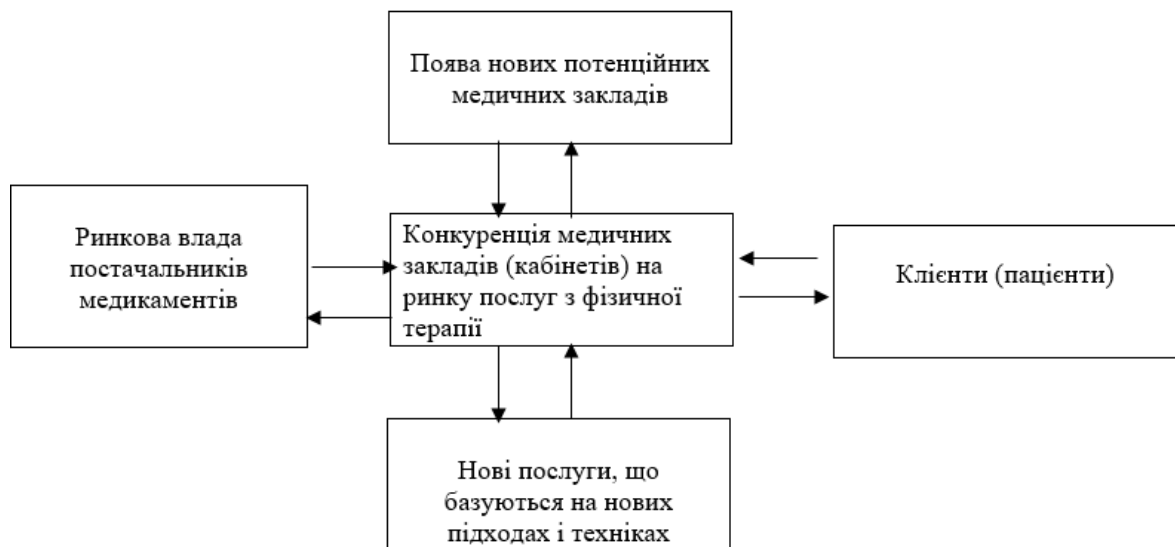 Поява нових потенційних
медичних закладів
Ринкова влада
постачальників
медикаментів
Конкуренція медичних
закладів (кабінетів) на
ринку послуг з фізичної
терапії
Клієнти (пацієнти)
Нові послуги, що
базуються на нових
підходах і техніках